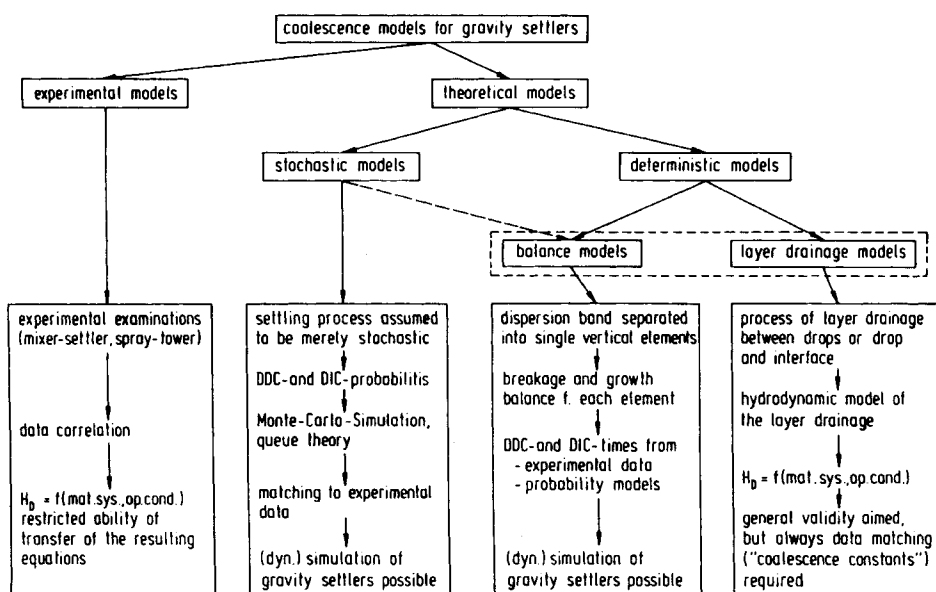 coalescence models for gravity settlers
experimental models
theoretical models
stochastic models
deterministic models
balance models
layer drainage models
experimental examinations
(mixer-settler, spray-tower)
data correlation
H_D = f(mat.sys.,op.cond.)
restricted ability of
transfer of the resulting
equations
settling process assumed
to be merely stochastic
DDC-and DIC-probabilitis
Monte-Carlo-Simulation,
queue theory
matching to experimental
data
(dyn.) simulation of
gravity settlers possible
dispersion band separated
into single vertical elements
breakage and growth
balance f. each element
DDC-and DIC-times from
- experimental data
- probability models
(dyn.) simulation of
gravity settlers possible
process of layer drainage
between drops or drop
and interface
hydrodynamic model of
the layer drainage
H_D = f(mat.sys.,op.cond.)
general validity aimed,
but always data matching
("coalescence constants")
required